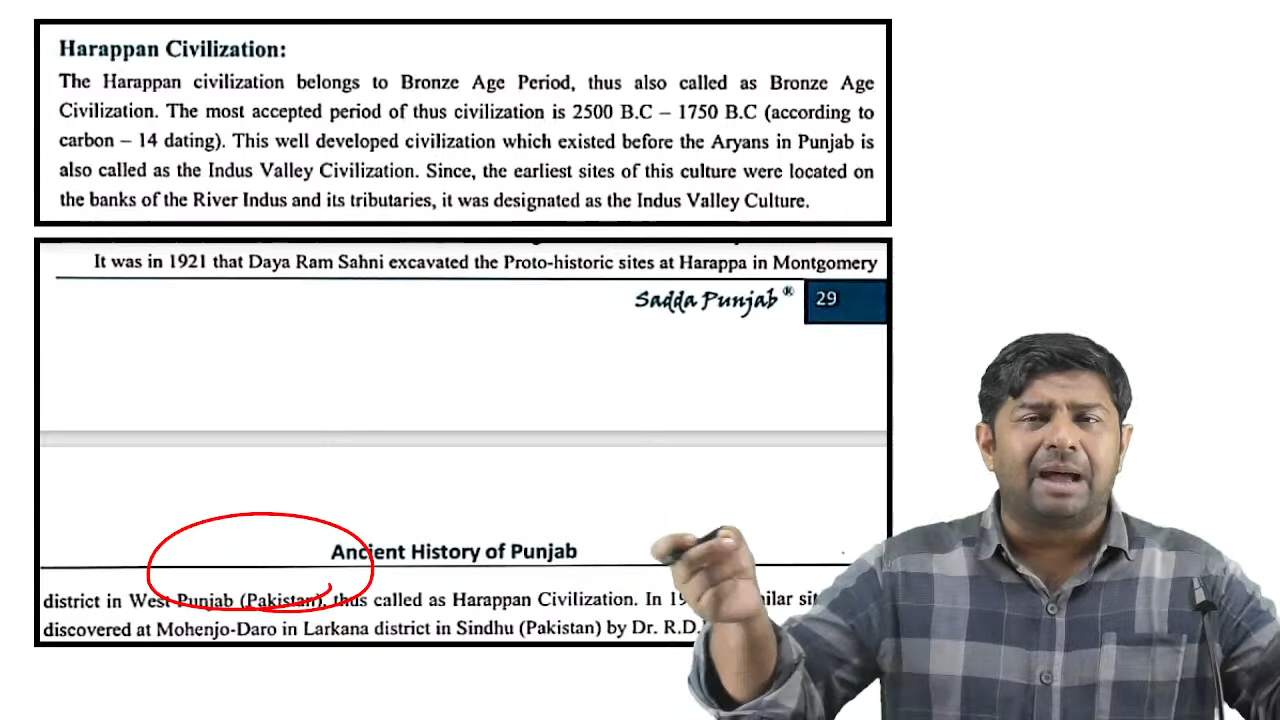 Harappan Civilization:
The Harappan civilization belongs to Bronze Age Period, thus also called as Bronze Age
Civilization. The most accepted period of thus civilization is 2500 B.C – 1750 B.C (according to
carbon – 14 dating). This well developed civilization which existed before the Aryans in Punjab is
also called as the Indus Valley Civilization. Since, the earliest sites of this culture were located on
the banks of the River Indus and its tributaries, it was designated as the Indus Valley Culture.
It was in 1921 that Daya Ram Sahni excavated the Proto-historic sites at Harappa in Montgomery
Sadda Punjab® 29
Ancient History of Punjab
district in West Punjab (Pakistan), thus called as Harappan Civilization. In
discovered at Mohenjo-Daro in Larkana district in Sindhu (Pakistan) by Dr. R.D.